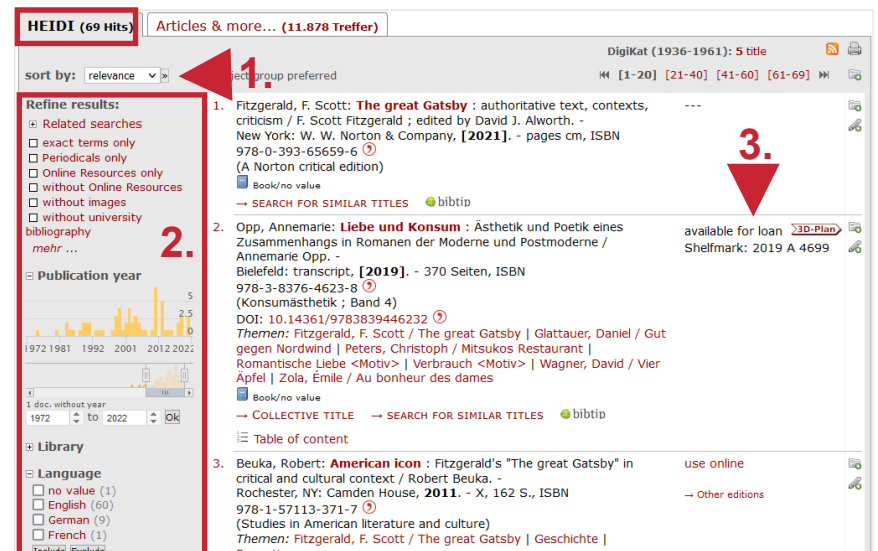 HEIDI (69 Hits)
Articles & more... (11.878 Treffer)
DigiKat (1936-1961): 5 title
sort by: relevance »
1.
ject group preferred
[1-20] [21-40] [41-60] [61-69]
Refine results:
Related searches
exact terms only
Periodicals only
Online Resources only
without Online Resources
without images
without university
bibliography
mehr ...
2.
Publication year
5
2.5
0
1972 1981 1992 2001 2012 2022
1 doc. without year
1972 to 2022 Ok
Library
Language
no value (1)
English (60)
German (9)
French (1)
Include Exclude
1. Fitzgerald, F. Scott: The great Gatsby : authoritative text, contexts,
criticism / F. Scott Fitzgerald ; edited by David J. Alworth. -
New York: W. W. Norton & Company, [2021]. - pages cm, ISBN
978-0-393-65659-6
(A Norton critical edition)
Book/no value
→ SEARCH FOR SIMILAR TITLES bibtip
---
3.
2. Opp, Annemarie: Liebe und Konsum : Ästhetik und Poetik eines
Zusammenhangs in Romanen der Moderne und Postmoderne /
Annemarie Opp. -
Bielefeld: transcript, [2019]. - 370 Seiten, ISBN
978-3-8376-4623-8
(Konsumästhetik ; Band 4)
DOI: 10.14361/9783839446232
Themen: Fitzgerald, F. Scott / The great Gatsby | Glattauer, Daniel / Gut
gegen Nordwind | Peters, Christoph / Mitsukos Restaurant |
Romantische Liebe <Motiv> | Verbrauch <Motiv> | Wagner, David / Vier
Äpfel | Zola, Émile / Au bonheur des dames
Book/no value
→ COLLECTIVE TITLE → SEARCH FOR SIMILAR TITLES bibtip
Table of content
available for loan 3D-Plan
Shelfmark: 2019 A 4699
3. Beuka, Robert: American icon : Fitzgerald's "The great Gatsby" in
critical and cultural context / Robert Beuka. -
Rochester, NY: Camden House, 2011. - X, 162 S., ISBN
978-1-57113-371-7
(Studies in American literature and culture)
Themen: Fitzgerald, F. Scott / The great Gatsby | Geschichte |
use online
→ Other editions